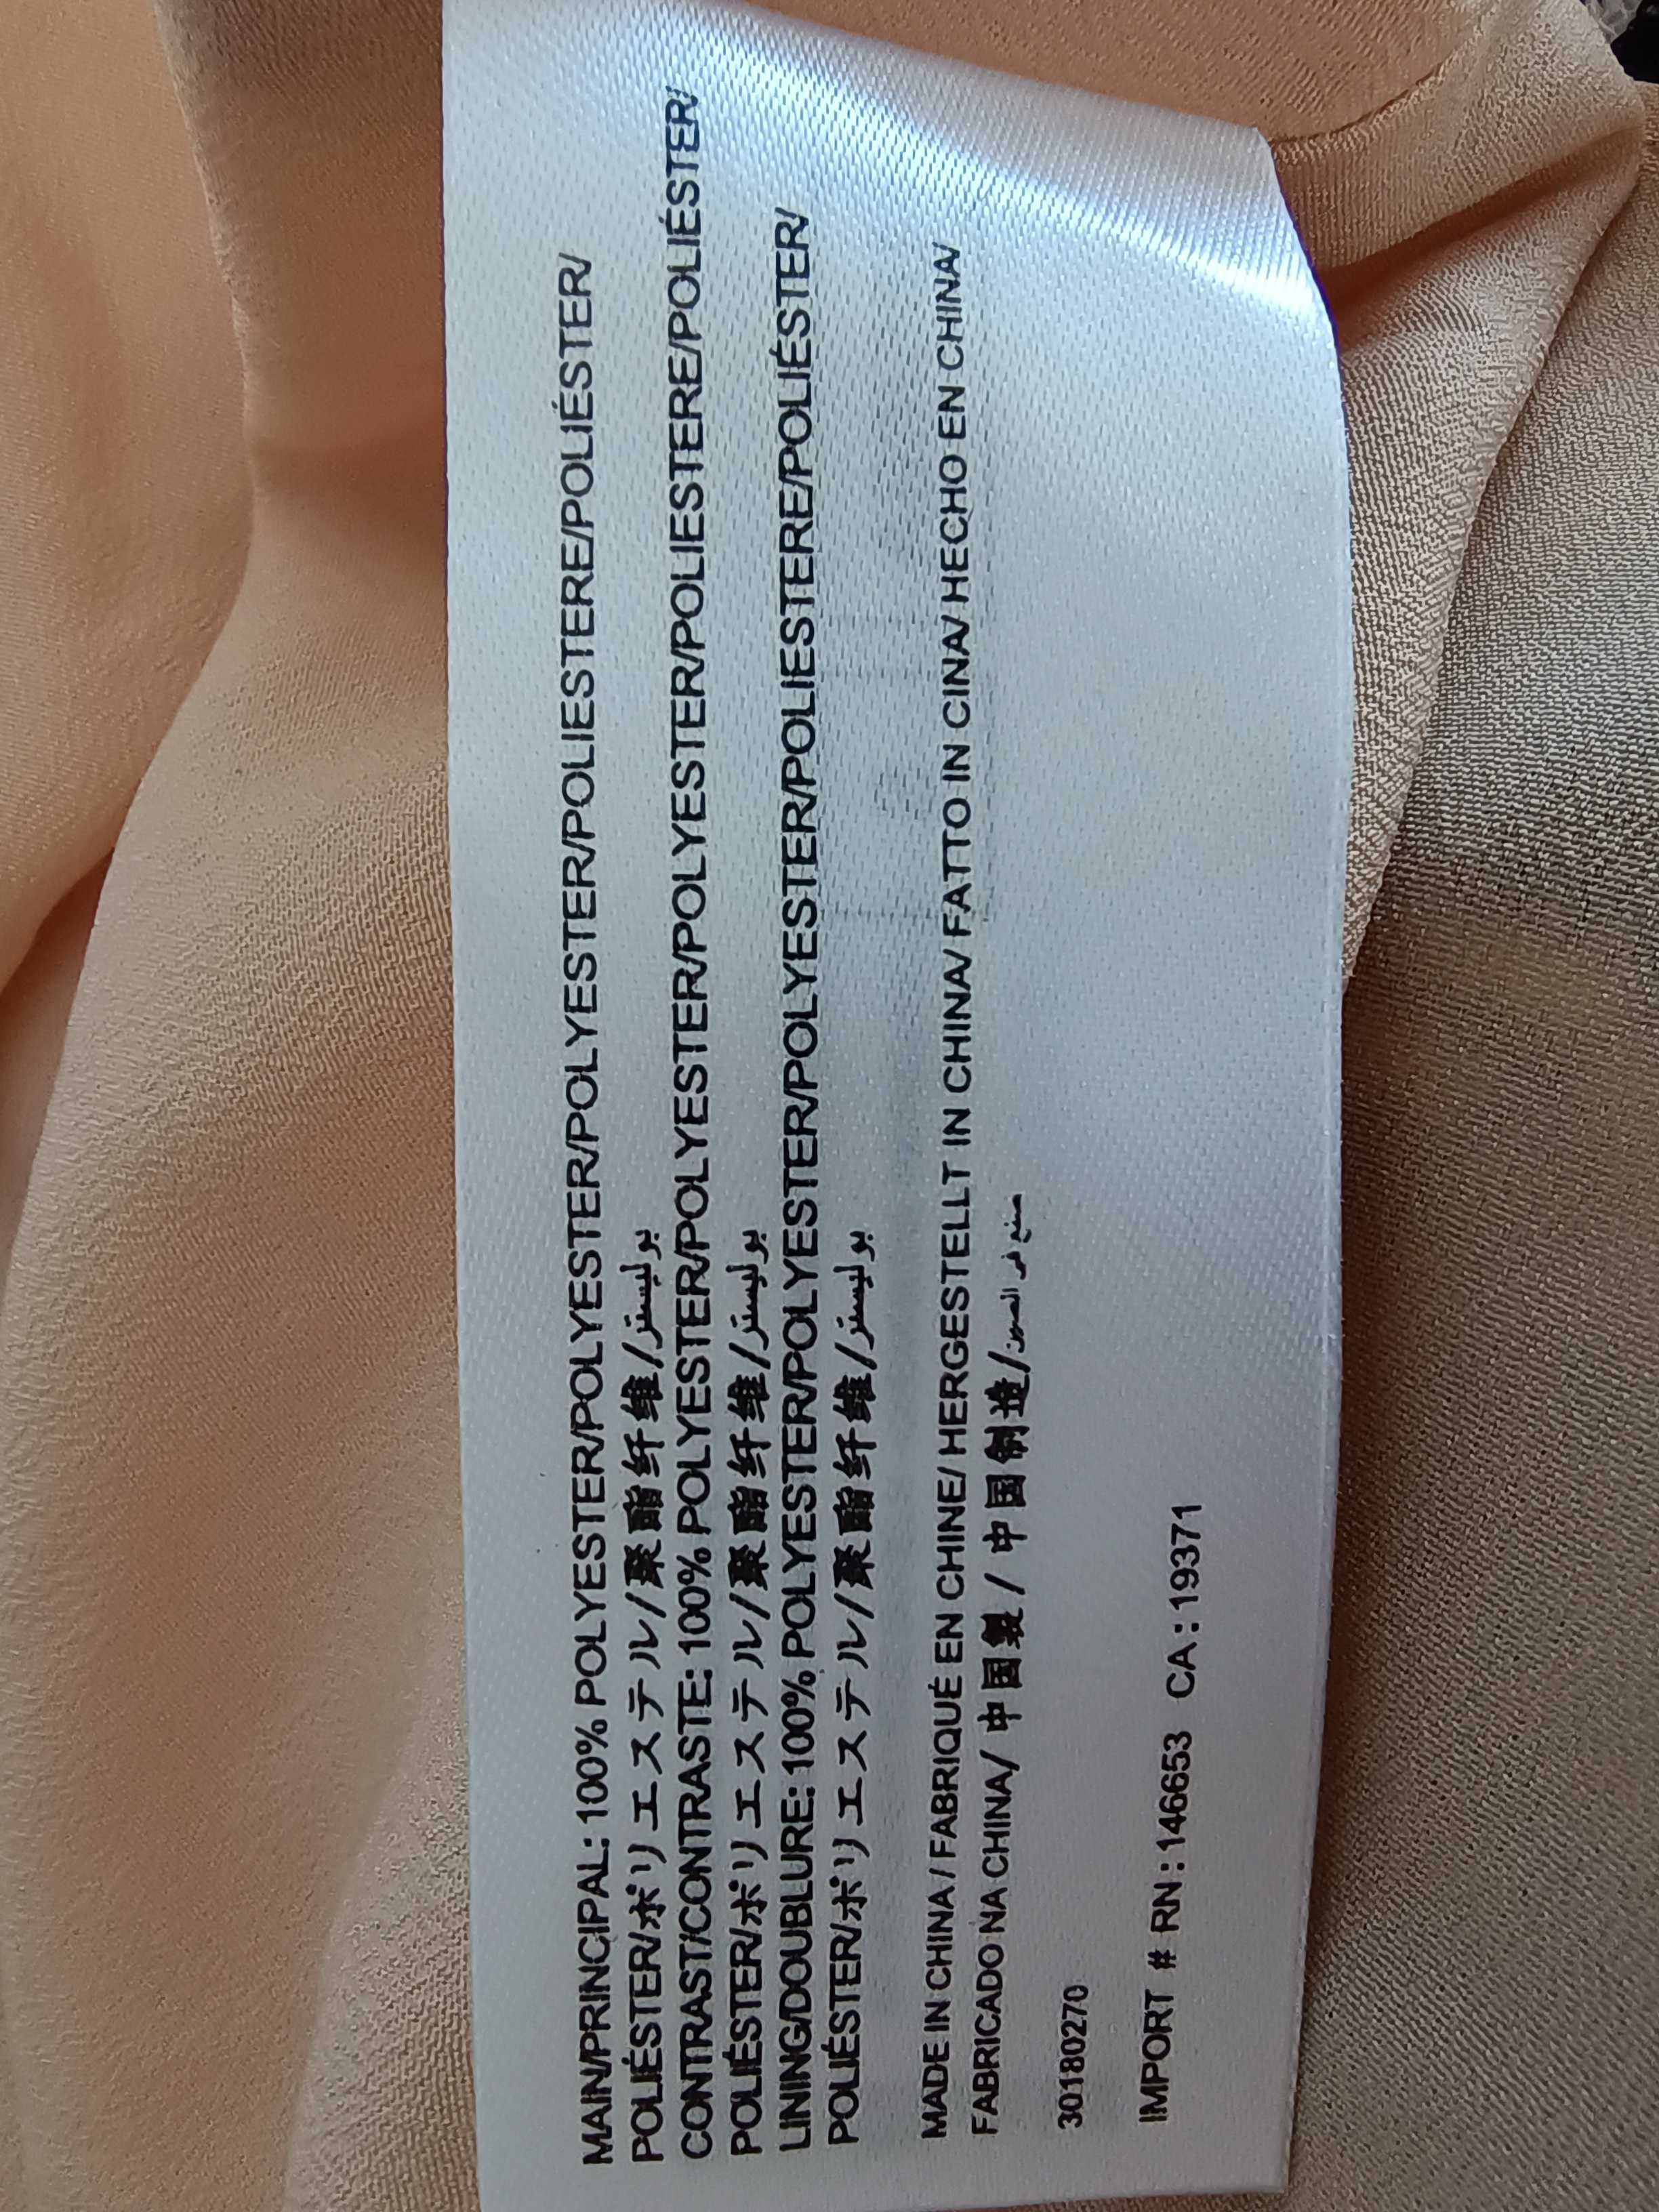 MAIN/PRINCIPAL: 100% POLYESTER/POLYESTER/POLYESTER/POLIESTERE/POLIÉSTER/
POLIÉSTER/ポリエステル/聚酯纤维/بوليستر
CONTRAST/CONTRASTE: 100% POLYESTER/POLYESTER/POLYESTER/POLIESTERE/POLIÉSTER/
POLIÉSTER/ポリエステル/聚酯纤维/بوليستر
LINING/DOUBLURE: 100% POLYESTER/POLYESTER/POLYESTER/POLIESTERE/POLIÉSTER/
POLIÉSTER/ポリエステル/聚酯纤维/بوليستر
MADE IN CHINA / FABRIQUÉ EN CHINE/ HERGESTELLT IN CHINA/ FATTO IN CINA/ HECHO EN CHINA/
FABRICADO NA CHINA/ 中国製 / 中国制造/صنع في الصين
30180270
IMPORT # RN : 146653 CA : 19371